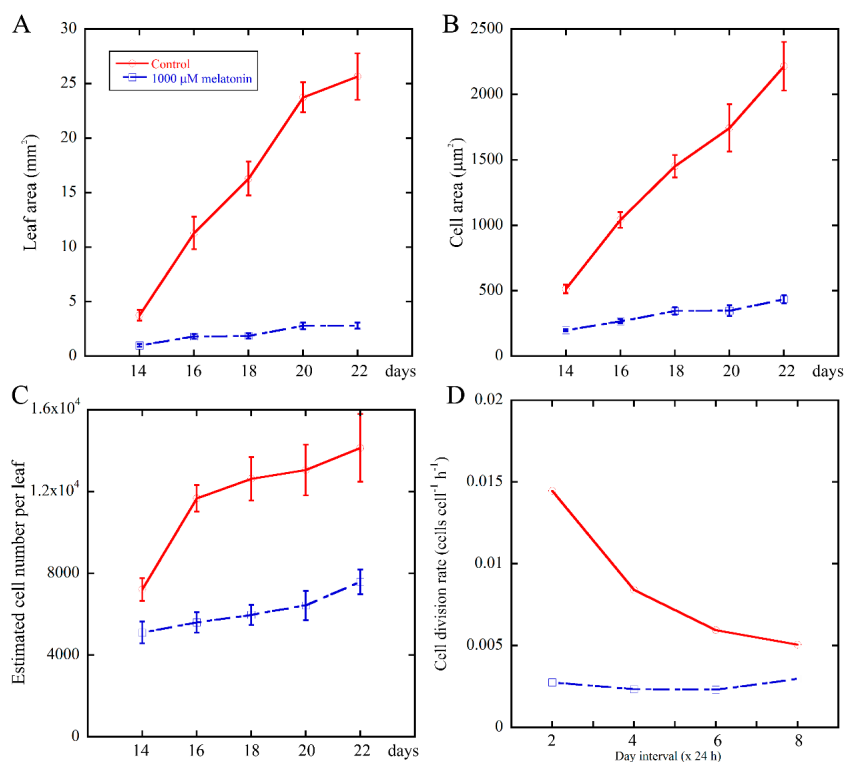 A
Leaf area (mm²)
30
25
20
15
10
5
0
Control
1000 µM melatonin
14 16 18 20 22 days
B
Cell area (µm²)
2500
2000
1500
1000
500
0
14 16 18 20 22 days
C
Estimated cell number per leaf
1.6x10⁴
1.2x10⁴
8000
4000
0
14 16 18 20 22 days
D
Cell division rate (cells cell⁻¹ h⁻¹)
0.02
0.015
0.01
0.005
0
2 4 6 8
Day interval (x 24 h)